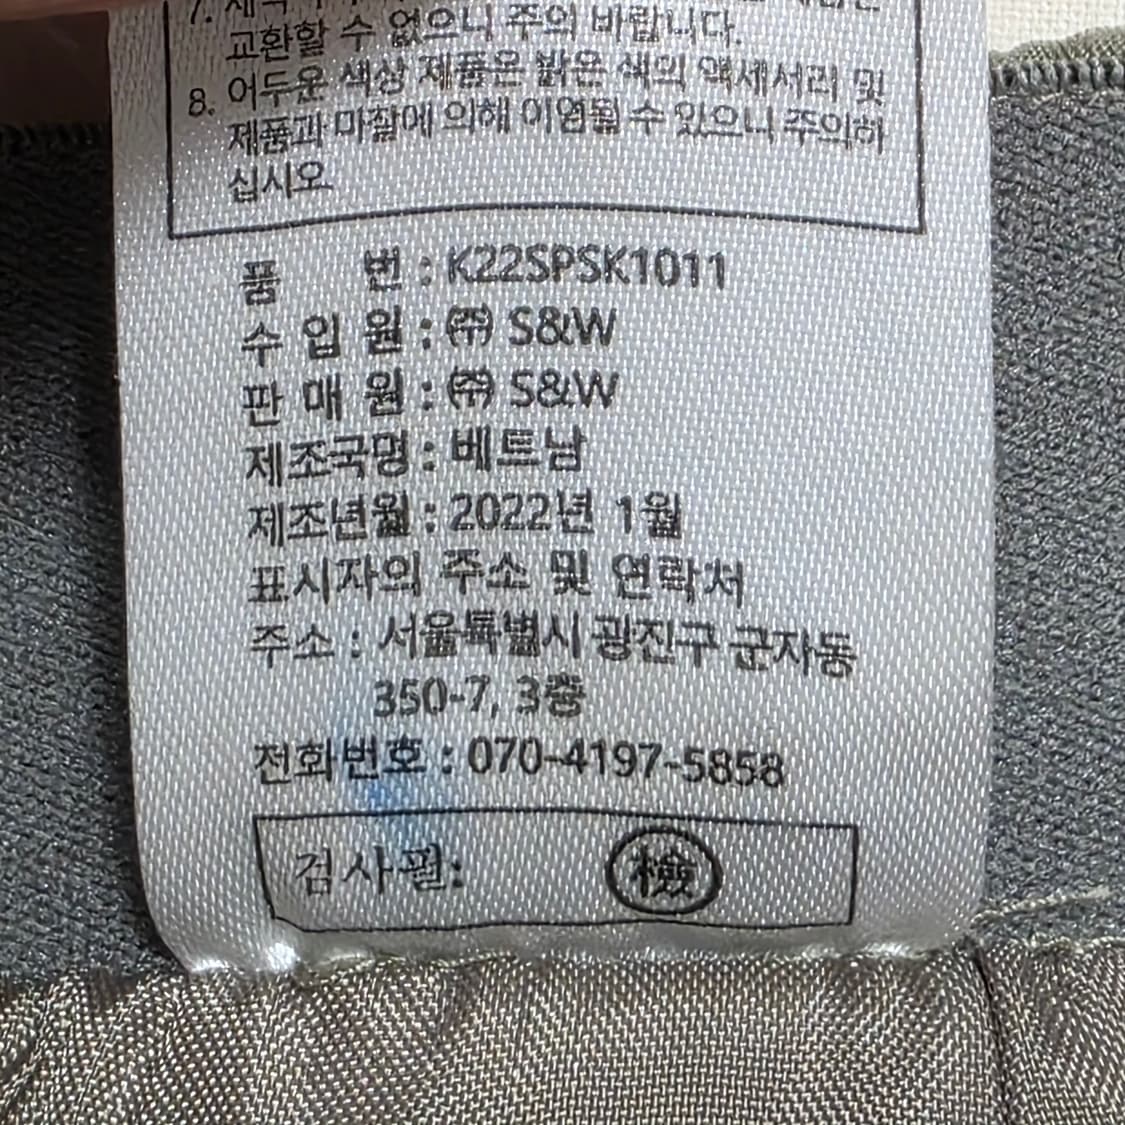 7.
교환할 수 없으니 주의 바랍니다.
8. 어두운 색상 제품은 밝은 색의 액세서리 및
제품과 마찰에 의해 이염될 수 있으니 주의하
십시오
품 번 : K22SPSK1011
수 입 원 : ㈜ S&W
판 매 원 : ㈜ S&W
제조국명 : 베트남
제조년월 : 2022년 1월
표시자의 주소 및 연락처
주소 : 서울특별시 광진구 군자동
350-7, 3층
전화번호 : 070-4197-5858
검사필: 檢